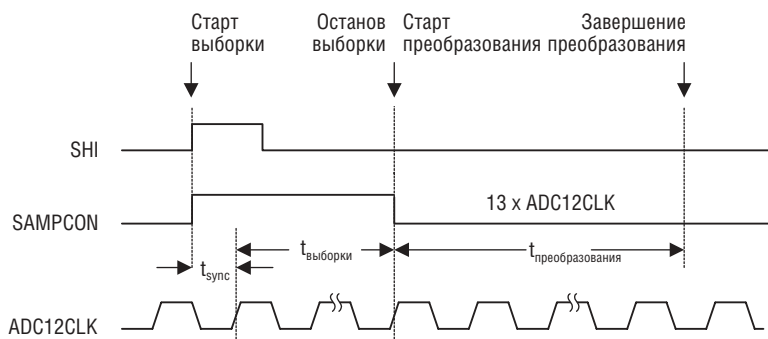 Старт
выборки
Останов
выборки
Старт
преобразования
Завершение
преобразования
SHI
SAMPCON
13 x ADC12CLK
tвыборки
tпреобразования
tsync
ADC12CLK